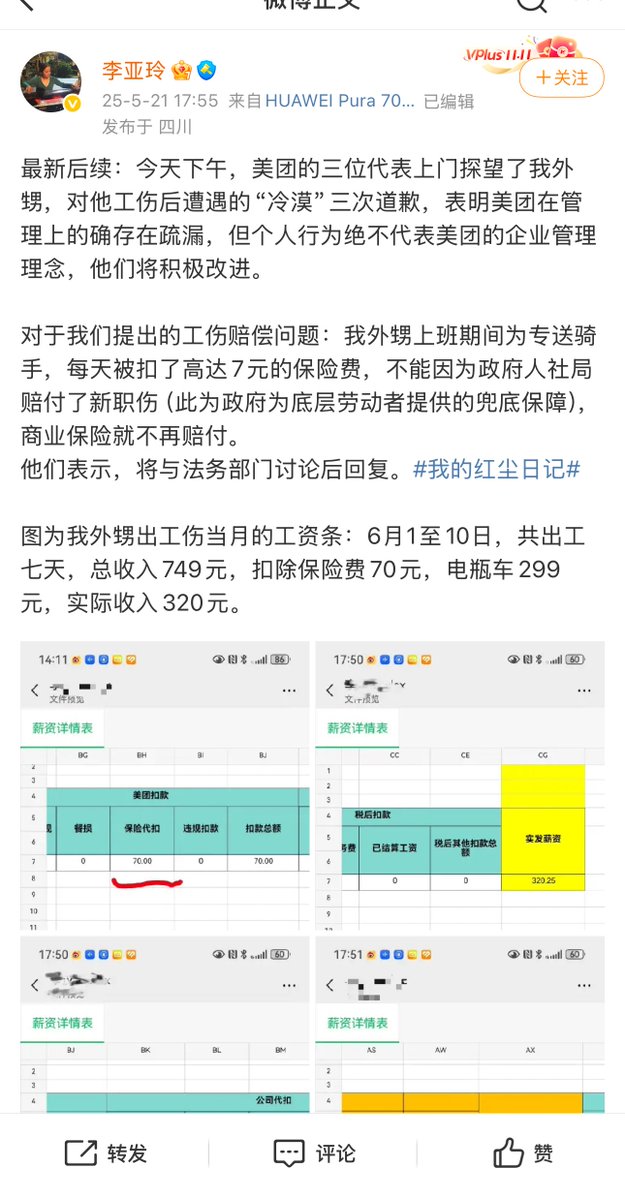 微博正文
VPlus11.11
李亚玲
+关注
25-5-21 17:55 来自HUAWEI Pura 70... 已编辑
发布于 四川
最新后续：今天下午，美团的三位代表上门探望了我外
甥，对他工伤后遭遇的“冷漠”三次道歉，表明美团在管
理上的确存在疏漏，但个人行为绝不代表美团的企业管理
理念，他们将积极改进。
对于我们提出的工伤赔偿问题：我外甥上班期间为专送骑
手，每天被扣了高达7元的保险费，不能因为政府人社局
赔付了新职伤（此为政府为底层劳动者提供的兜底保障），
商业保险就不再赔付。
他们表示，将与法务部门讨论后回复。#我的红尘日记#
图为我外甥出工伤当月的工资条：6月1至10日，共出工
七天，总收入749元，扣除保险费70元，电瓶车299
元，实际收入320元。
14:11 86
文件预览
薪资详情表
BG BH BI BJ
2
3
4 美团扣款
5
餐损 保险代扣 违规扣款 扣款总额
6
7 0 70.00 0 70.00
8
9
10
11
17:50 60
文件预览
薪资详情表
CC CE CG
1
2
3
4 税后扣款
5 务费 已结算工资 税后其他扣款总额 实发薪资
6
7 0 0 320.25
8
9
17:50 60
薪资详情表
BJ BK BL BM
2
3
4 公司代扣
17:51 60
薪资详情表
AS AW AX
2
3
4
转发 评论 赞